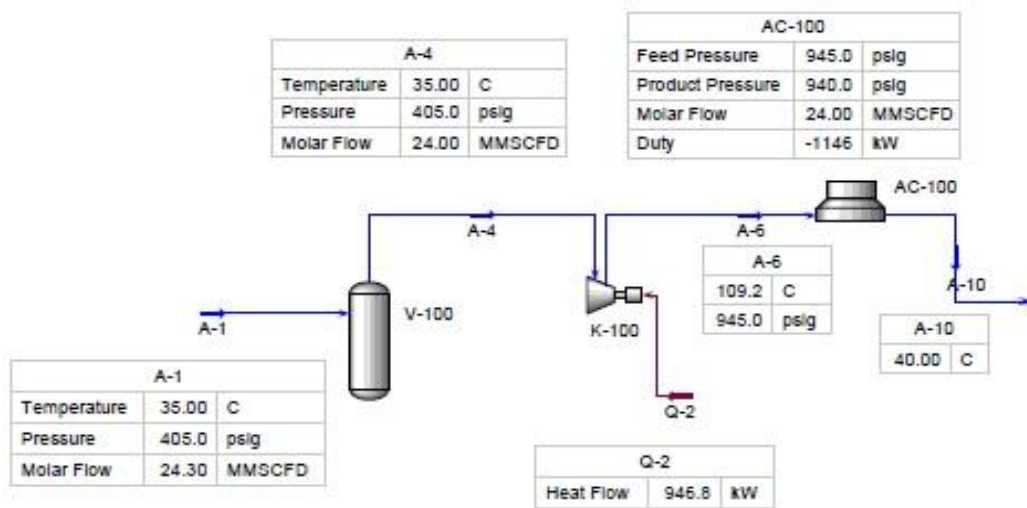 A-4
Temperature 35.00 C
Pressure 405.0 psig
Molar Flow 24.00 MMSCFD
AC-100
Feed Pressure 945.0 psig
Product Pressure 940.0 psig
Molar Flow 24.00 MMSCFD
Duty -1146 kW
AC-100
A-4
A-6
A-6
109.2 C
945.0 psig
A-10
A-10
40.00 C
A-1
V-100
K-100
A-1
Temperature 35.00 C
Pressure 405.0 psig
Molar Flow 24.30 MMSCFD
Q-2
Q-2
Heat Flow 946.8 kW